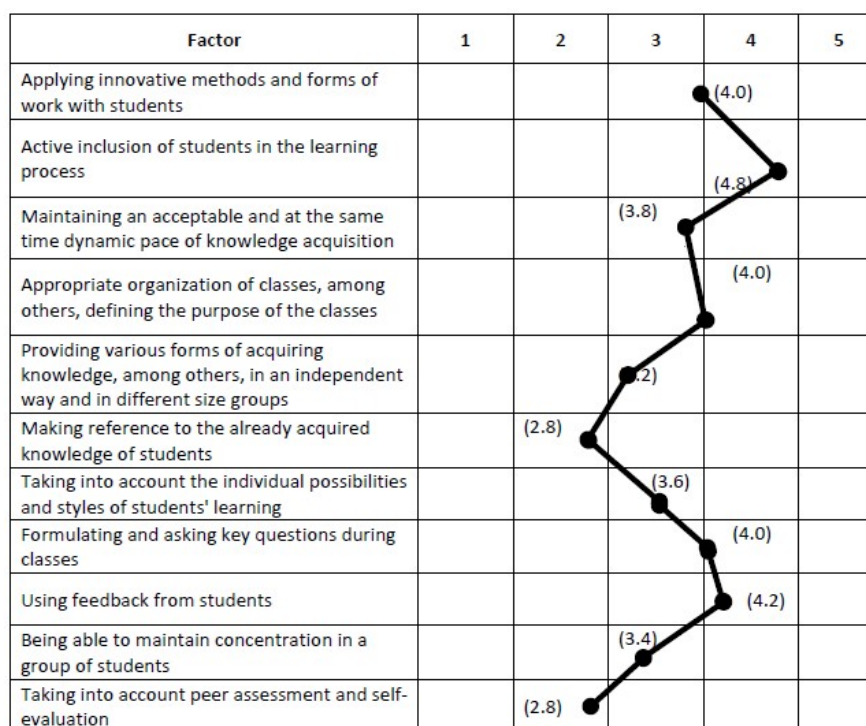 Factor 1 2 3 4 5
Applying innovative methods and forms of
work with students
(4.0)
Active inclusion of students in the learning
process
(4.8)
Maintaining an acceptable and at the same
time dynamic pace of knowledge acquisition
(3.8)
Appropriate organization of classes, among
others, defining the purpose of the classes
(4.0)
Providing various forms of acquiring
knowledge, among others, in an independent
way and in different size groups
.2)
Making reference to the already acquired
knowledge of students
(2.8)
Taking into account the individual possibilities
and styles of students' learning
(3.6)
Formulating and asking key questions during
classes
(4.0)
Using feedback from students
(4.2)
Being able to maintain concentration in a
group of students
(3.4)
Taking into account peer assessment and self-
evaluation
(2.8)